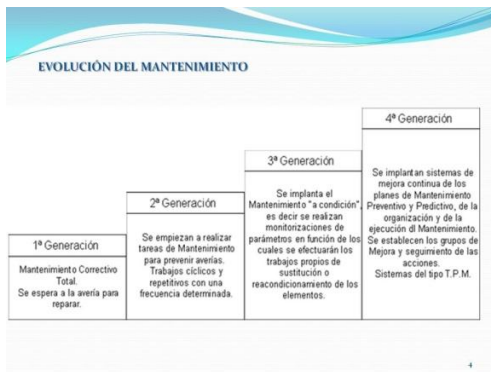 EVOLUCIÓN DEL MANTENIMIENTO
1ª Generación
Mantenimiento Correctivo
Total.
Se espera a la avería para
reparar.
2ª Generación
Se empiezan a realizar
tareas de Mantenimiento
para prevenir averías.
Trabajos cíclicos y
repetitivos con una
frecuencia determinada.
3ª Generación
Se implanta el
Mantenimiento "a condición",
es decir se realizan
monitorizaciones de
parámetros en función de los
cuales se efectuarán los
trabajos propios de
sustitución o
reacondicionamiento de los
elementos.
4ª Generación
Se implantan sistemas de
mejora continua de los
planes de Mantenimiento
Preventivo y Predictivo, de la
organización y de la
ejecución dl Mantenimiento.
Se establecen los grupos de
Mejora y seguimiento de las
acciones.
Sistemas del tipo T.P.M.
4